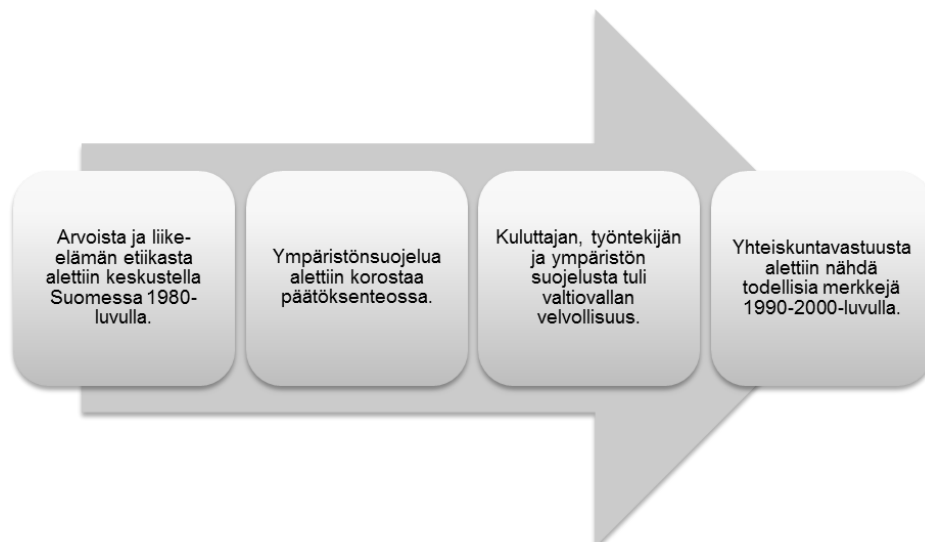 Arvoista ja liike-
elämän etiikasta
alettiin keskustella
Suomessa 1980-
luvulla.
Ympäristönsuojelua
alettiin korostaa
päätöksenteossa.
Kuluttajan, työntekijän
ja ympäristön
suojelusta tuli
valtiovallan
velvollisuus.
Yhteiskuntavastuusta
alettiin nähdä
todellisia merkkejä
1990-2000-luvulla.